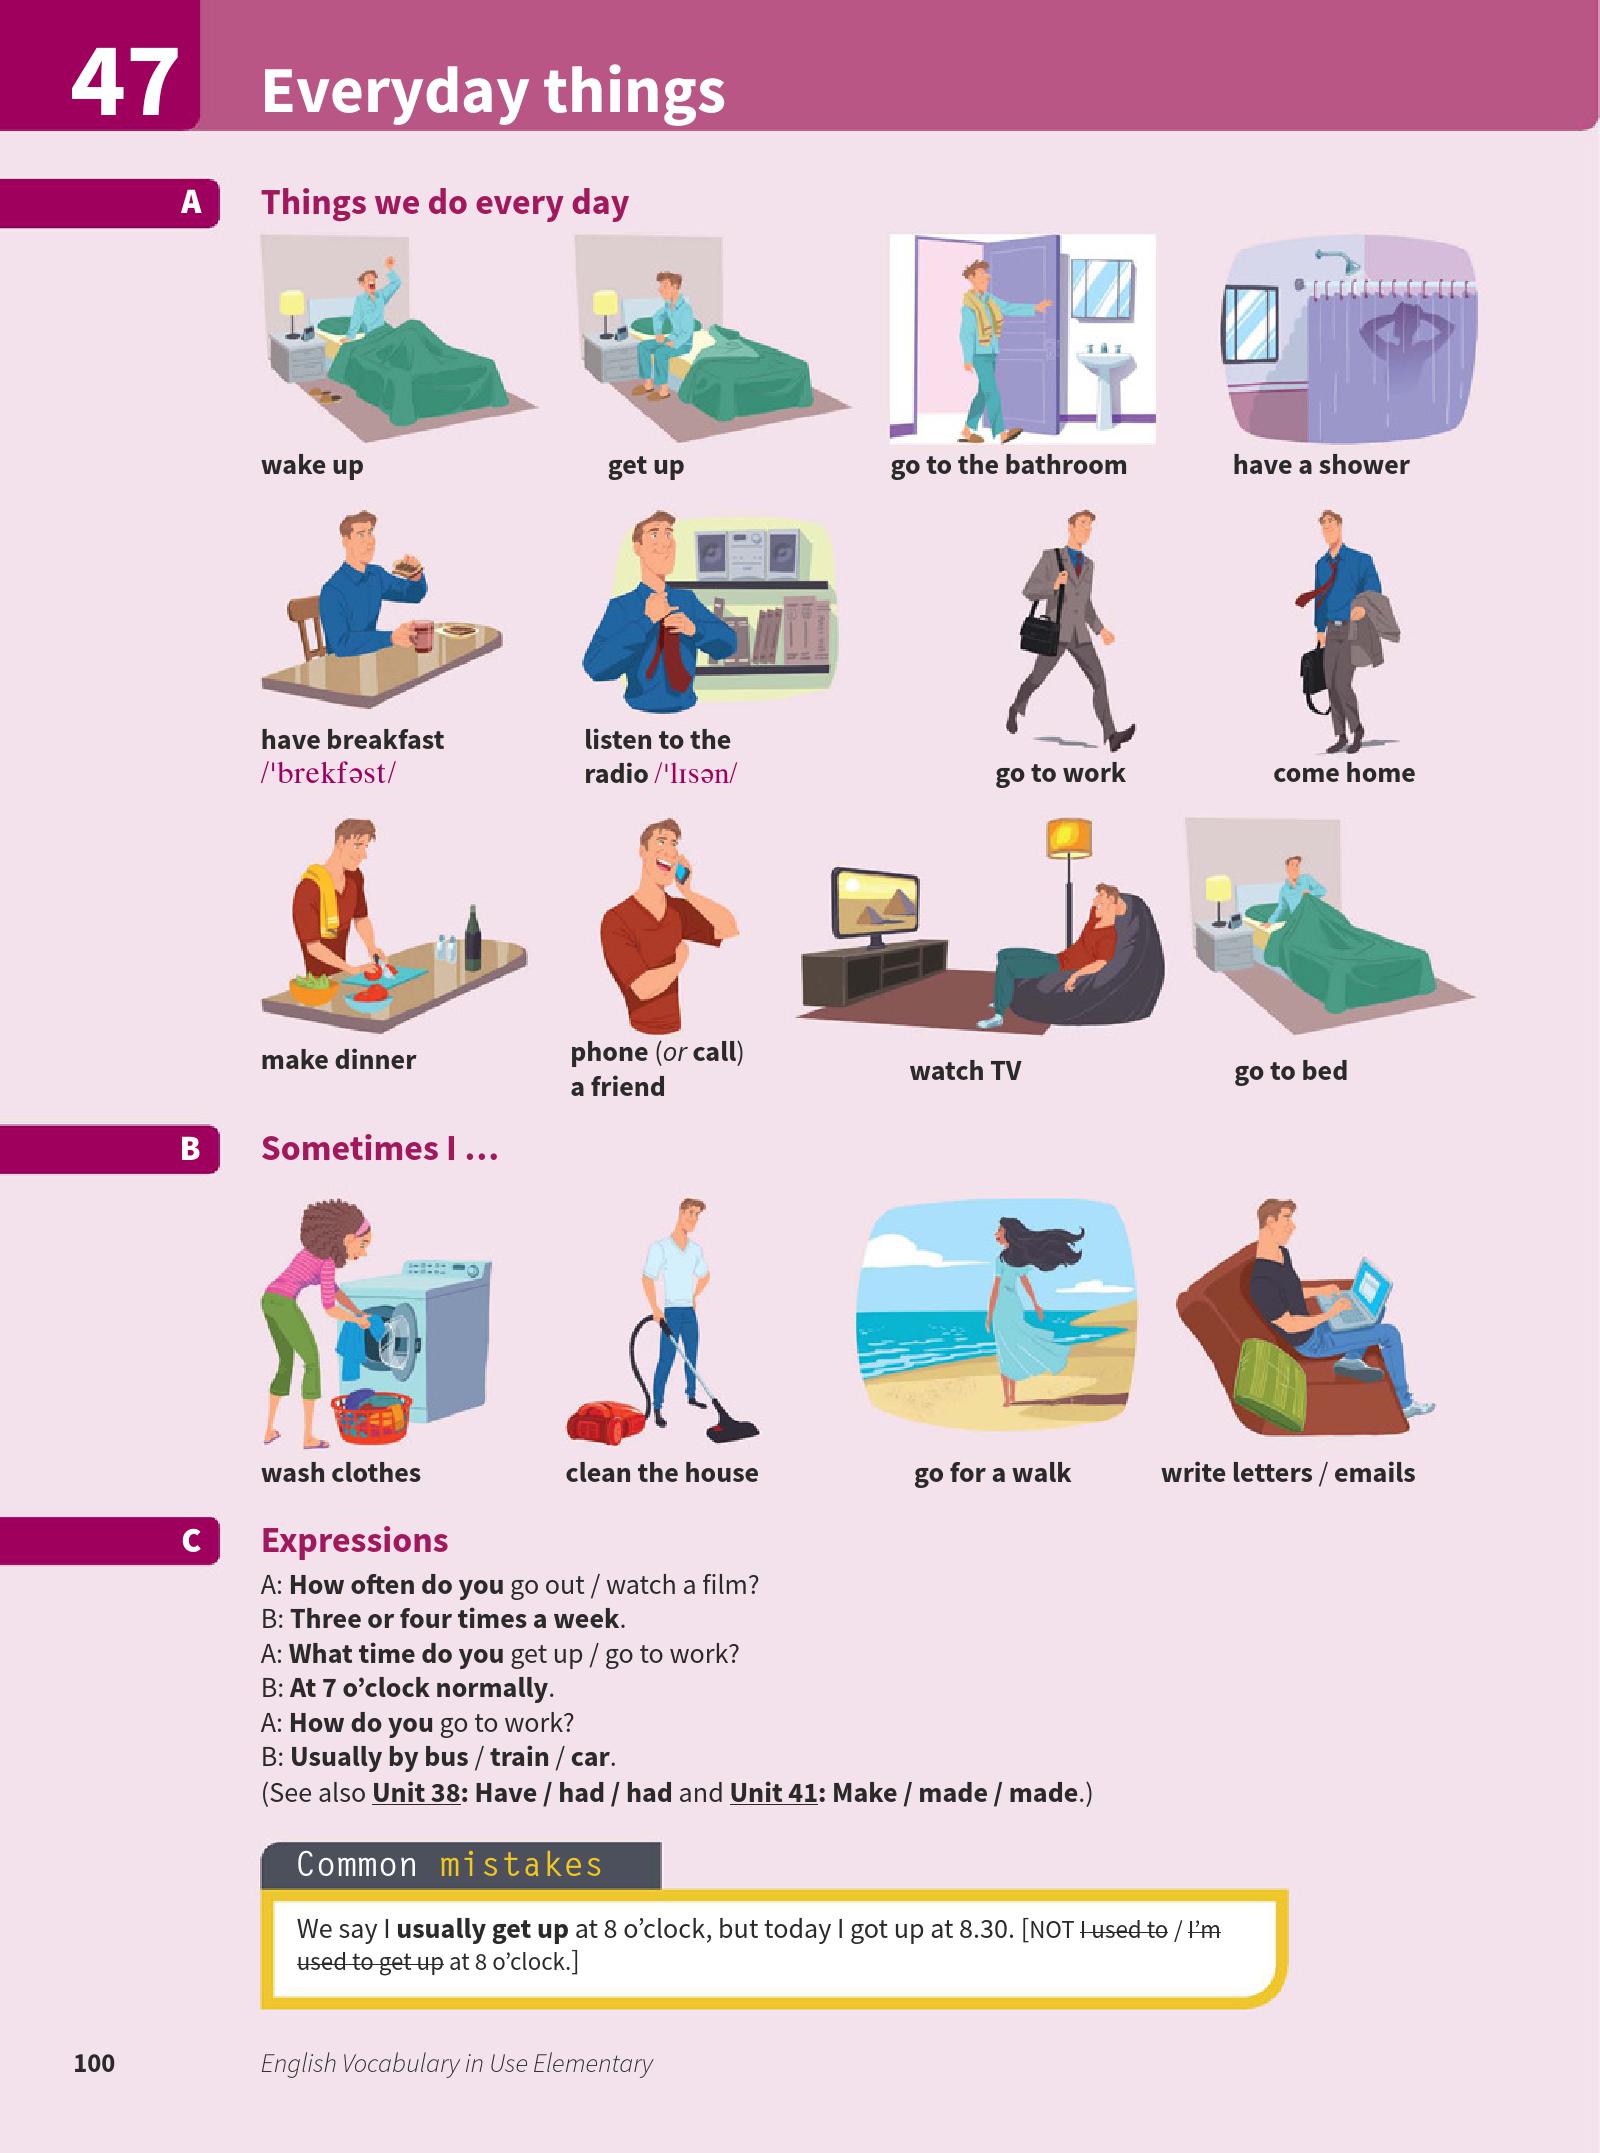 47
Everyday things
A
Things we do every day
wake up
get up
go to the bathroom
have a shower
have breakfast
/ˈbrekfəst/
listen to the
radio /ˈlɪsən/
go to work
come home
make dinner
phone (or call)
a friend
watch TV
go to bed
B
Sometimes I …
wash clothes
clean the house
go for a walk
write letters / emails
C
Expressions
A: How often do you go out / watch a film?
B: Three or four times a week.
A: What time do you get up / go to work?
B: At 7 o’clock normally.
A: How do you go to work?
B: Usually by bus / train / car.
(See also Unit 38: Have / had / had and Unit 41: Make / made / made.)
Common mistakes
We say I usually get up at 8 o’clock, but today I got up at 8.30. [NOT I used to / I’m
used to get up at 8 o’clock.]
100
English Vocabulary in Use Elementary